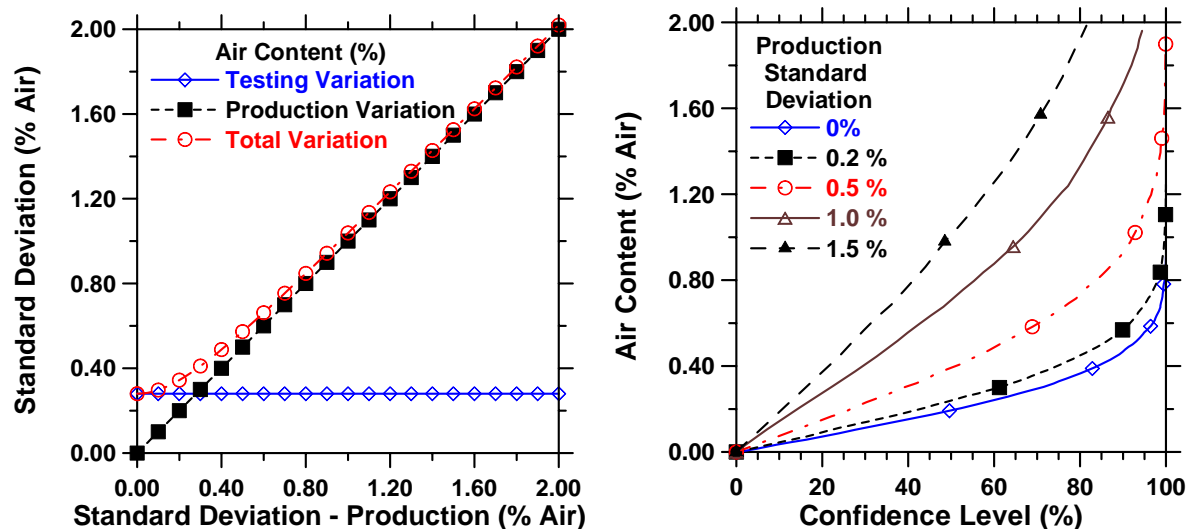 Standard Deviation (% Air)
2.00
1.60
1.20
0.80
0.40
0.00
Air Content (%)
Testing Variation
Production Variation
Total Variation
0.00 0.40 0.80 1.20 1.60 2.00
Standard Deviation - Production (% Air)
Air Content (% Air)
2.00
1.60
1.20
0.80
0.40
0.00
Production
Standard
Deviation
0%
0.2 %
0.5 %
1.0 %
1.5 %
0 20 40 60 80 100
Confidence Level (%)